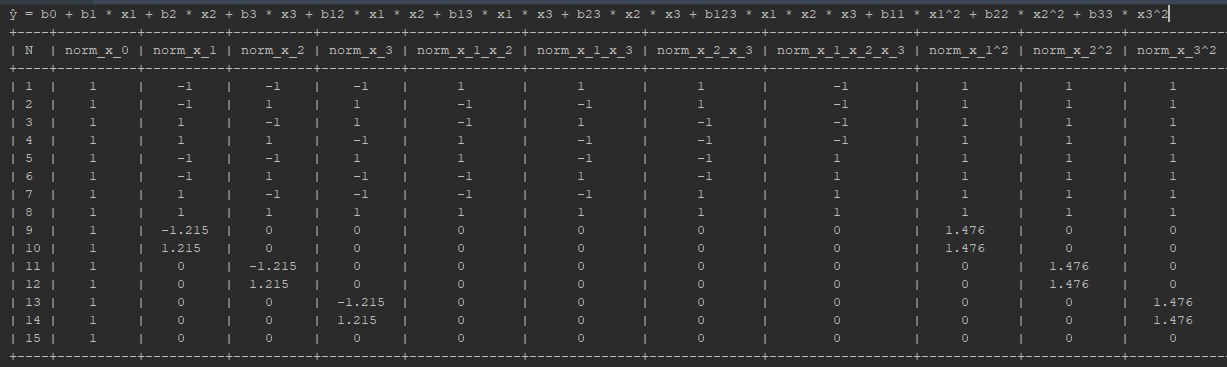 ŷ = b0 + b1 * x1 + b2 * x2 + b3 * x3 + b12 * x1 * x2 + b13 * x1 * x3 + b23 * x2 * x3 + b123 * x1 * x2 * x3 + b11 * x1^2 + b22 * x2^2 + b33 * x3^2
+----+----------+----------+----------+----------+--------------+--------------+--------------+------------------+------------+------------+------------
| N | norm_x_0 | norm_x_1 | norm_x_2 | norm_x_3 | norm_x_1_x_2 | norm_x_1_x_3 | norm_x_2_x_3 | norm_x_1_x_2_x_3 | norm_x_1^2 | norm_x_2^2 | norm_x_3^2
+----+----------+----------+----------+----------+--------------+--------------+--------------+------------------+------------+------------+------------
| 1 | 1 | -1 | -1 | -1 | 1 | 1 | 1 | -1 | 1 | 1 | 1
| 2 | 1 | -1 | 1 | 1 | -1 | -1 | 1 | -1 | 1 | 1 | 1
| 3 | 1 | 1 | -1 | 1 | -1 | 1 | -1 | -1 | 1 | 1 | 1
| 4 | 1 | 1 | 1 | -1 | 1 | -1 | -1 | -1 | 1 | 1 | 1
| 5 | 1 | -1 | -1 | 1 | 1 | -1 | -1 | 1 | 1 | 1 | 1
| 6 | 1 | -1 | 1 | -1 | -1 | 1 | -1 | 1 | 1 | 1 | 1
| 7 | 1 | 1 | -1 | -1 | -1 | -1 | 1 | 1 | 1 | 1 | 1
| 8 | 1 | 1 | 1 | 1 | 1 | 1 | 1 | 1 | 1 | 1 | 1
| 9 | 1 | -1.215 | 0 | 0 | 0 | 0 | 0 | 0 | 1.476 | 0 | 0
| 10 | 1 | 1.215 | 0 | 0 | 0 | 0 | 0 | 0 | 1.476 | 0 | 0
| 11 | 1 | 0 | -1.215 | 0 | 0 | 0 | 0 | 0 | 0 | 1.476 | 0
| 12 | 1 | 0 | 1.215 | 0 | 0 | 0 | 0 | 0 | 0 | 1.476 | 0
| 13 | 1 | 0 | 0 | -1.215 | 0 | 0 | 0 | 0 | 0 | 0 | 1.476
| 14 | 1 | 0 | 0 | 1.215 | 0 | 0 | 0 | 0 | 0 | 0 | 1.476
| 15 | 1 | 0 | 0 | 0 | 0 | 0 | 0 | 0 | 0 | 0 | 0
+----+----------+----------+----------+----------+--------------+--------------+--------------+------------------+------------+------------+------------